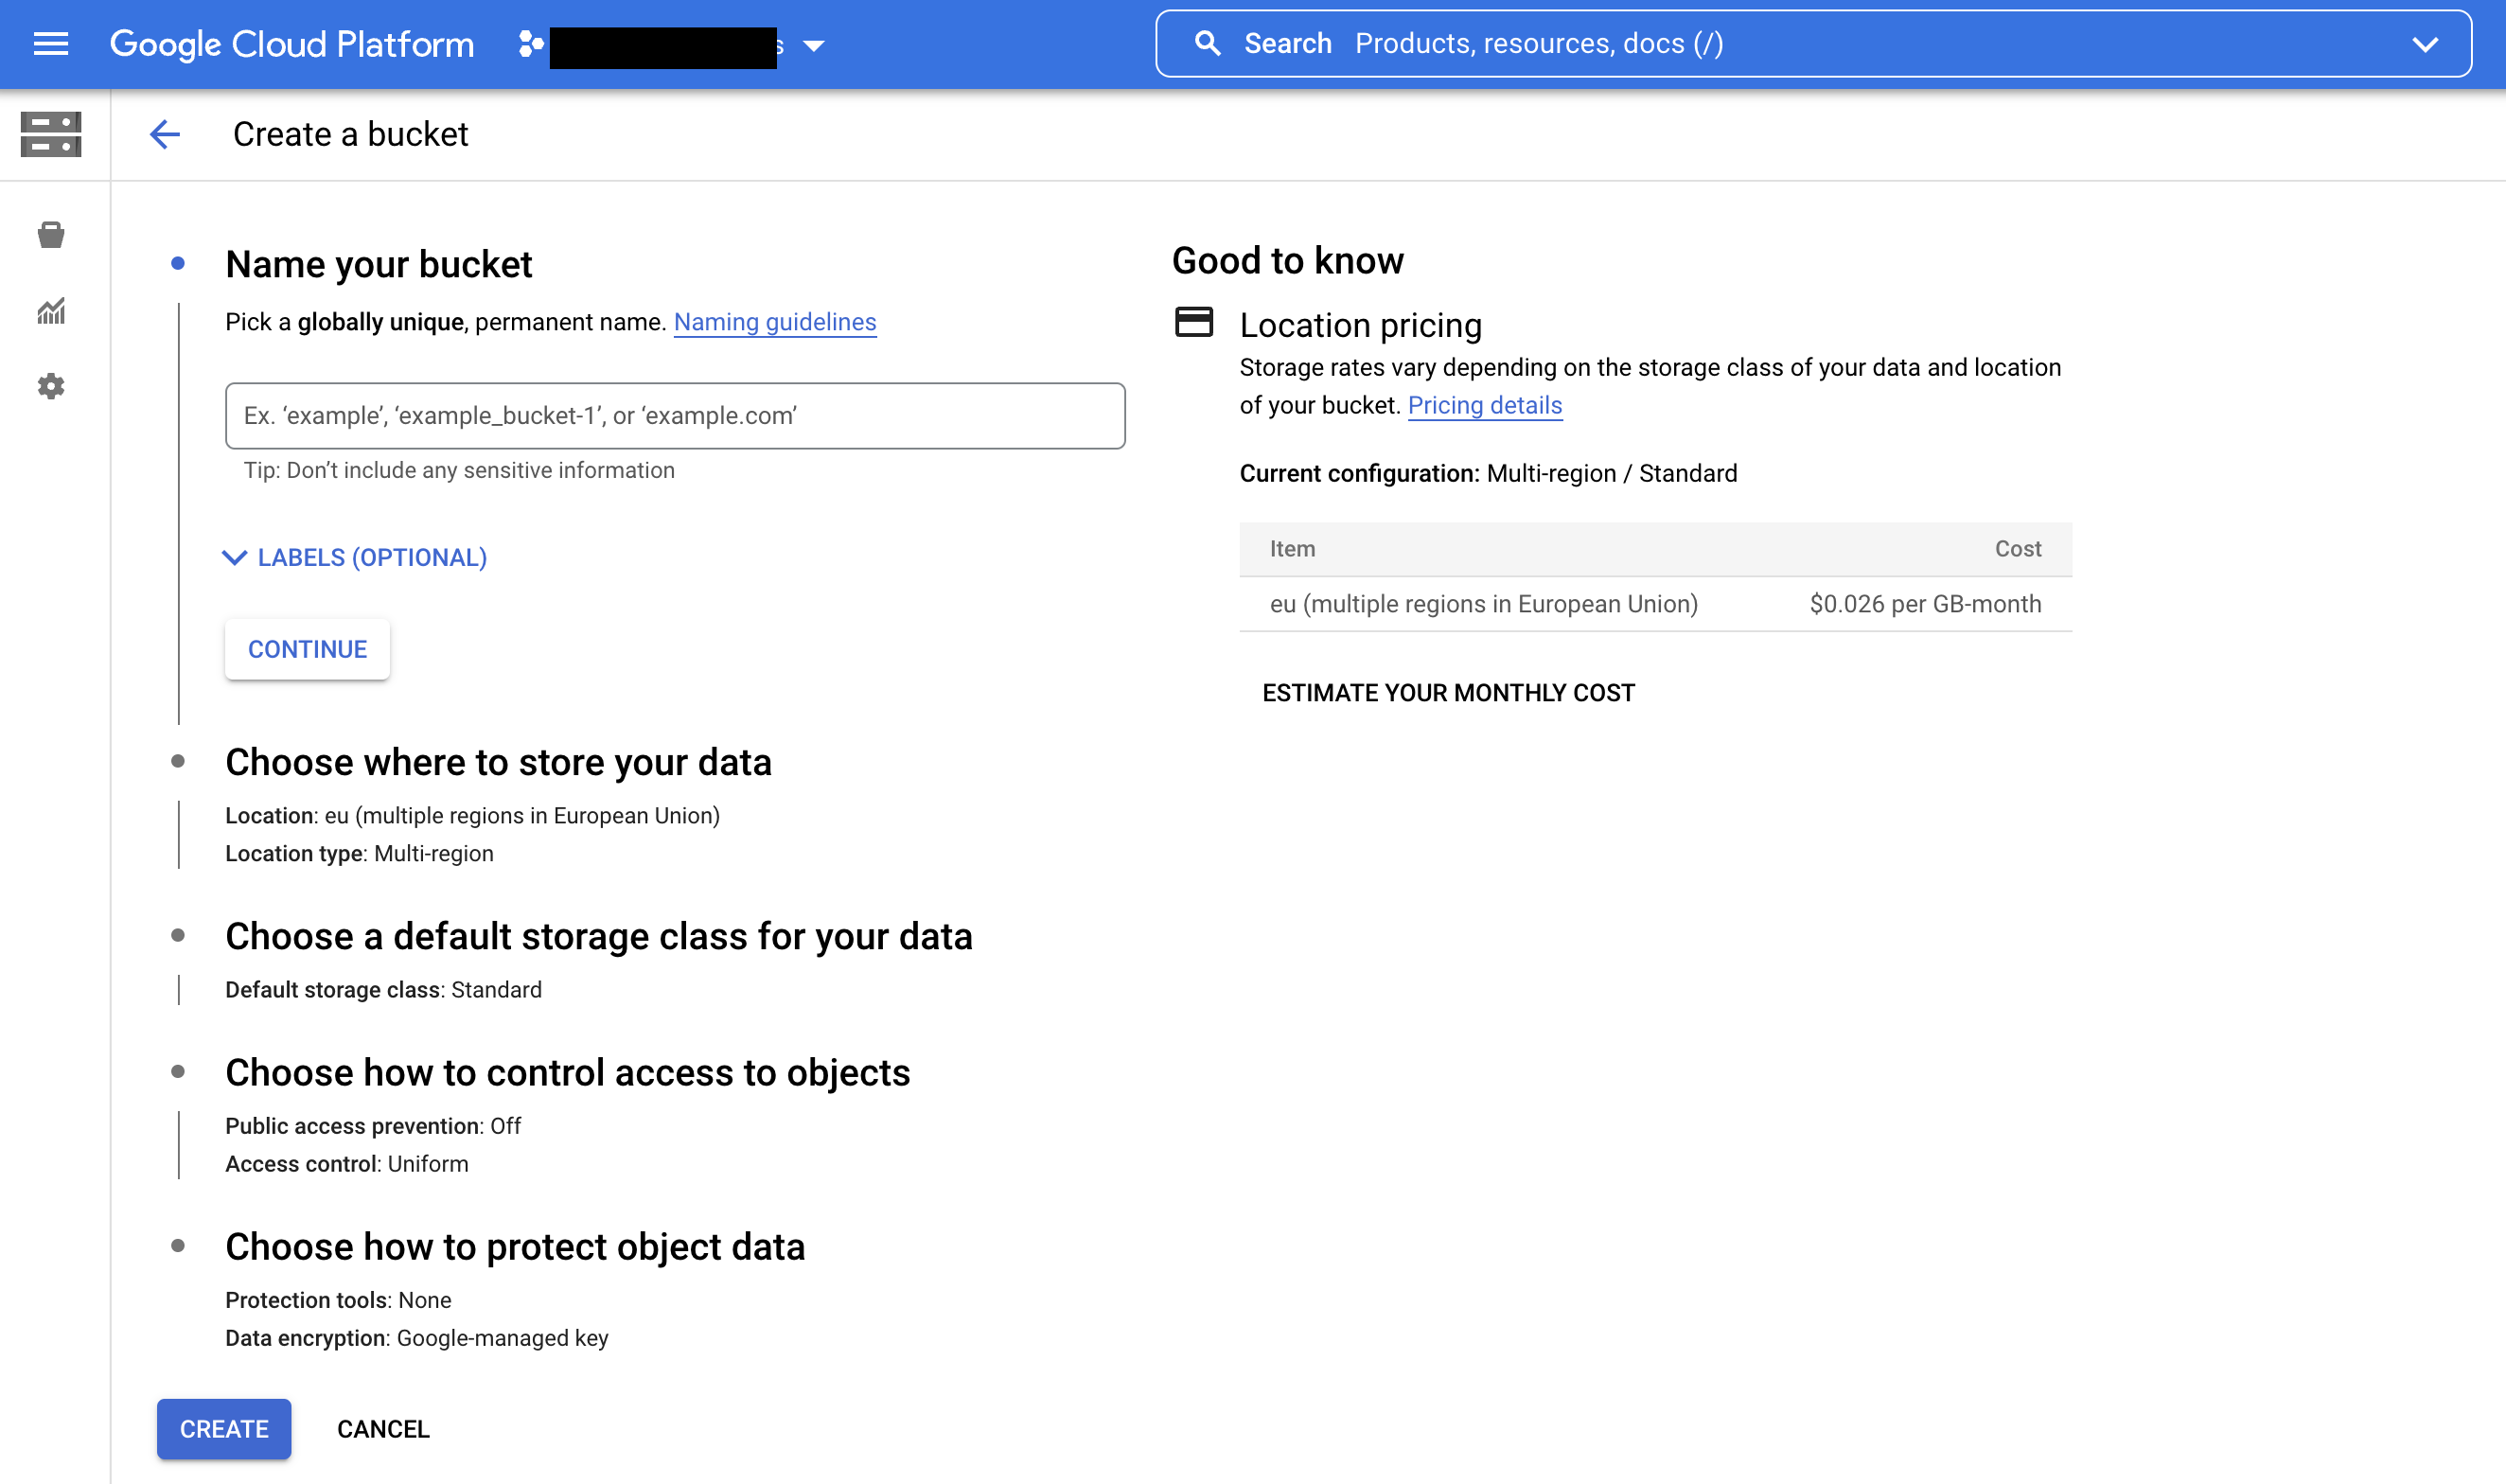 Google Cloud Platform
Search Products, resources, docs (/)
Create a bucket
Name your bucket
Pick a globally unique, permanent name. Naming guidelines
Ex. ‘example’, ‘example_bucket-1’, or ‘example.com’
Tip: Don’t include any sensitive information
LABELS (OPTIONAL)
CONTINUE
Choose where to store your data
Location: eu (multiple regions in European Union)
Location type: Multi-region
Choose a default storage class for your data
Default storage class: Standard
Choose how to control access to objects
Public access prevention: Off
Access control: Uniform
Choose how to protect object data
Protection tools: None
Data encryption: Google-managed key
CREATE CANCEL
Good to know
Location pricing
Storage rates vary depending on the storage class of your data and location
of your bucket. Pricing details
Current configuration: Multi-region / Standard
Item Cost
eu (multiple regions in European Union) $0.026 per GB-month
ESTIMATE YOUR MONTHLY COST